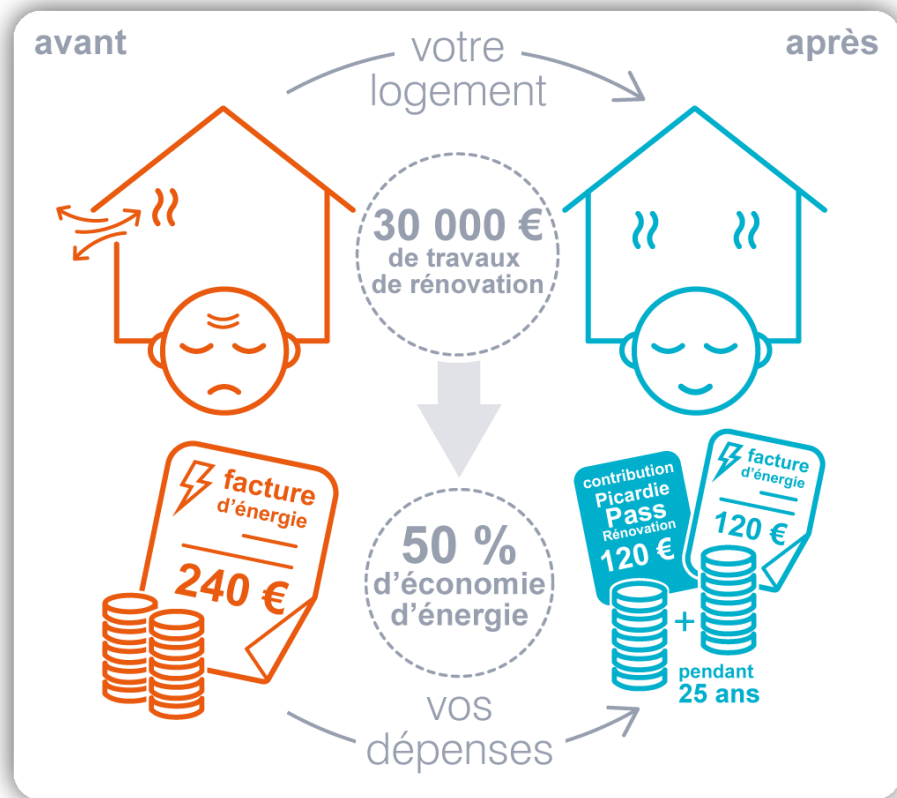 avant
votre
logement
après
30 000 €
de travaux
de rénovation
facture
d'énergie
240 €
50 %
d'économie
d'énergie
contribution
Picardie
Pass
Rénovation
120 €
facture
d'énergie
120 €
+
pendant
25 ans
vos
dépenses